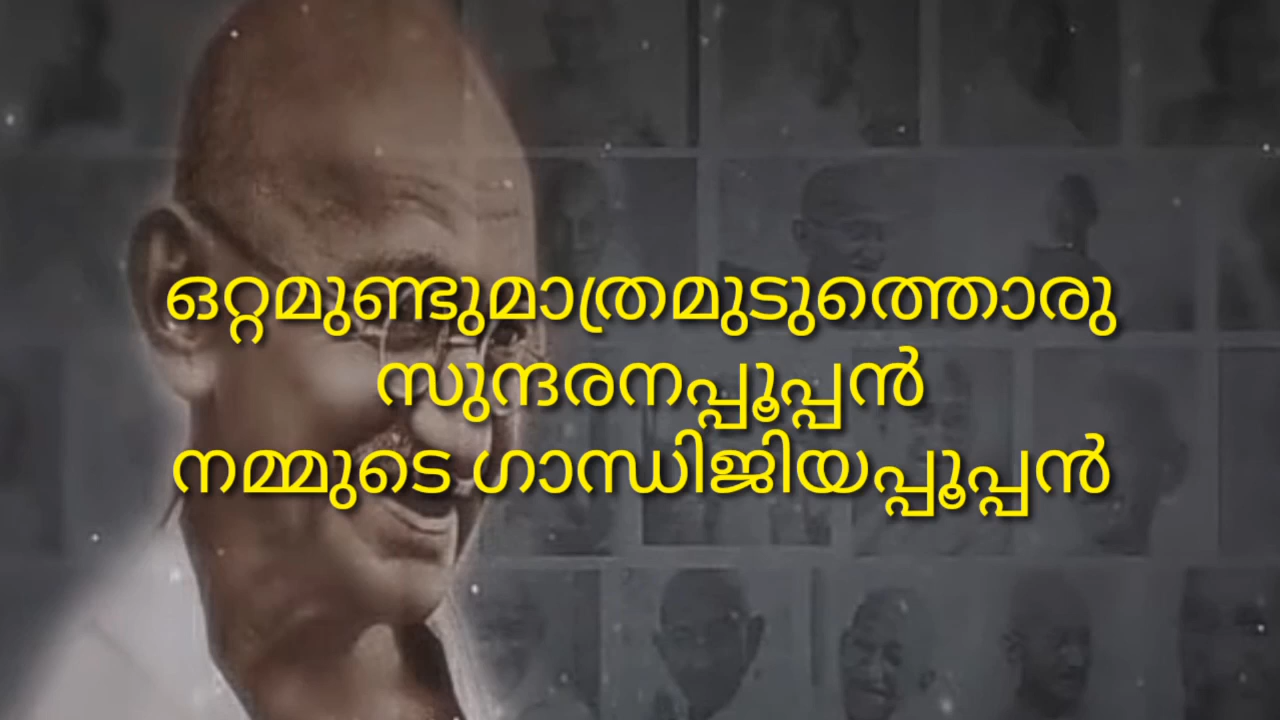 ഒറ്റമുണ്ടുമാത്രമുടുത്തൊരു
സുന്ദരനപ്പൂപ്പൻ
നമ്മുടെ ഗാന്ധിജിയപ്പൂപ്പൻ